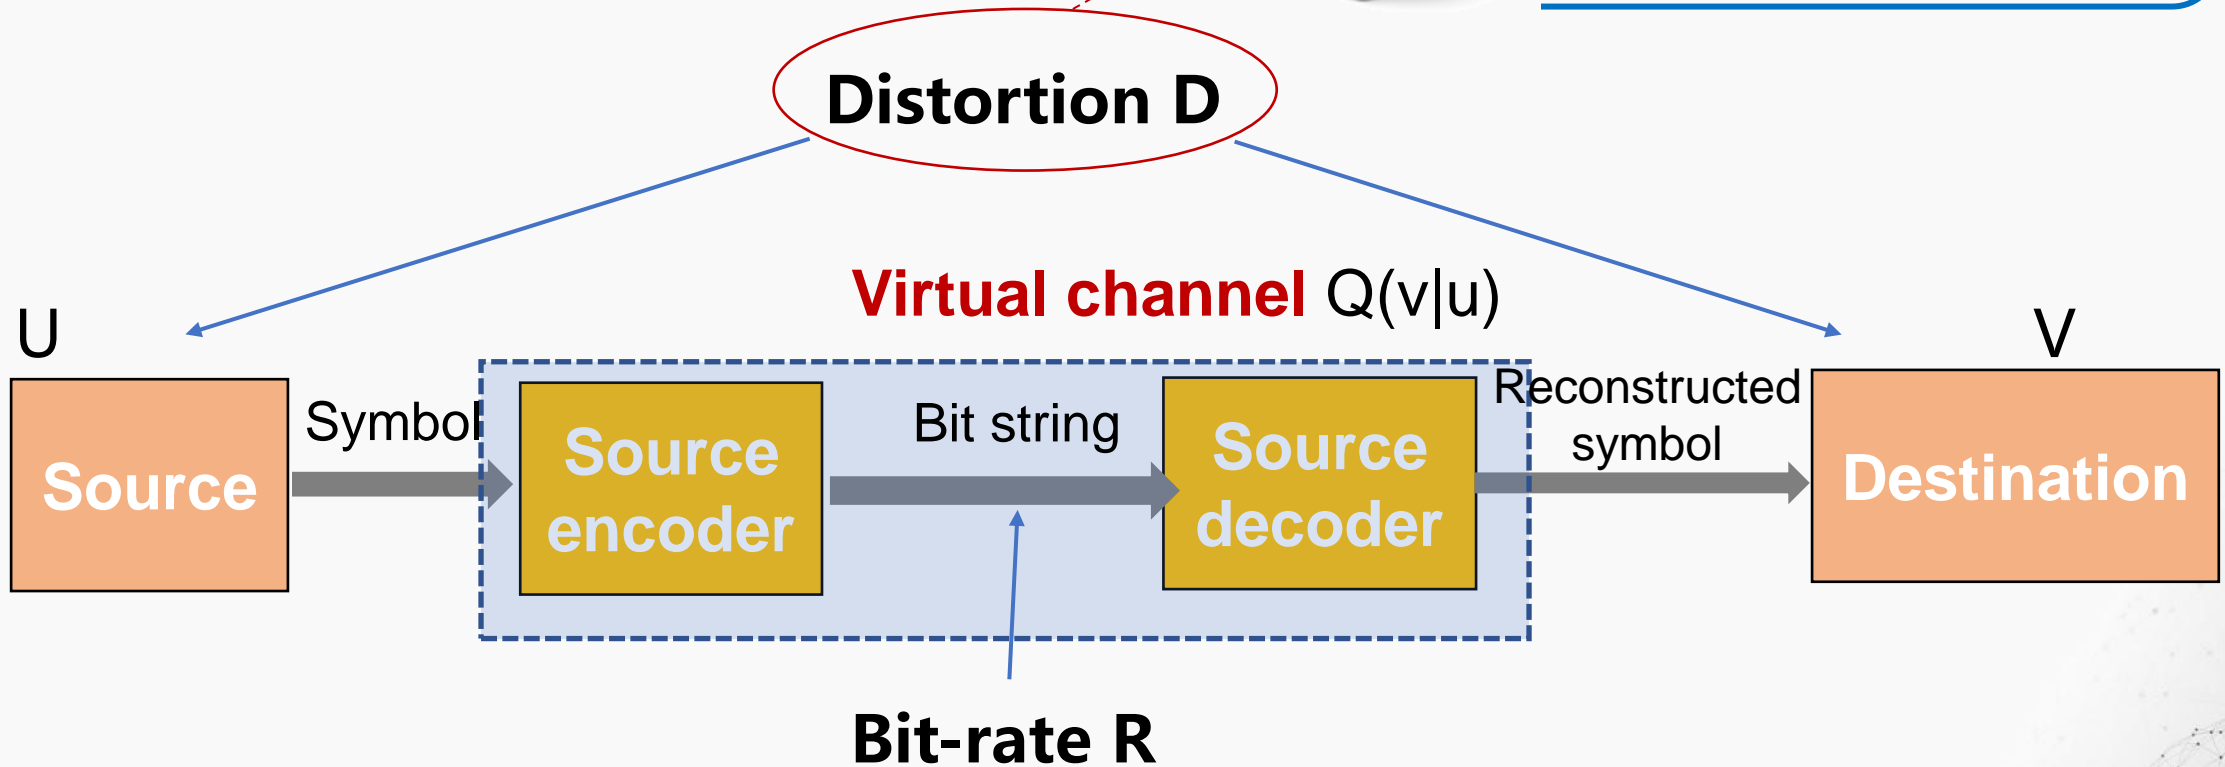 Distortion D
Virtual channel Q(v|u)
U
V
Symbol
Bit string
Reconstructed
symbol
Source
Source
encoder
Source
decoder
Destination
Bit-rate R